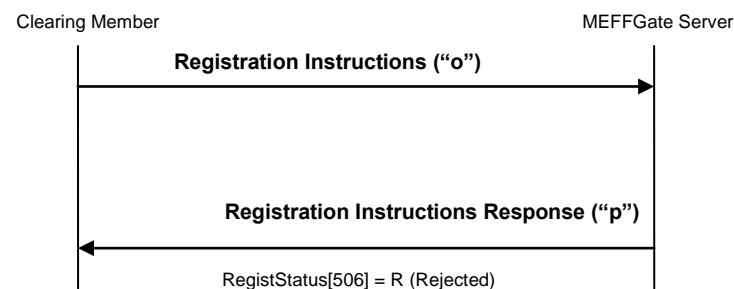 Clearing Member
MEFFGate Server
Registration Instructions (“o”)
Registration Instructions Response (“p”)
RegistStatus[506] = R (Rejected)